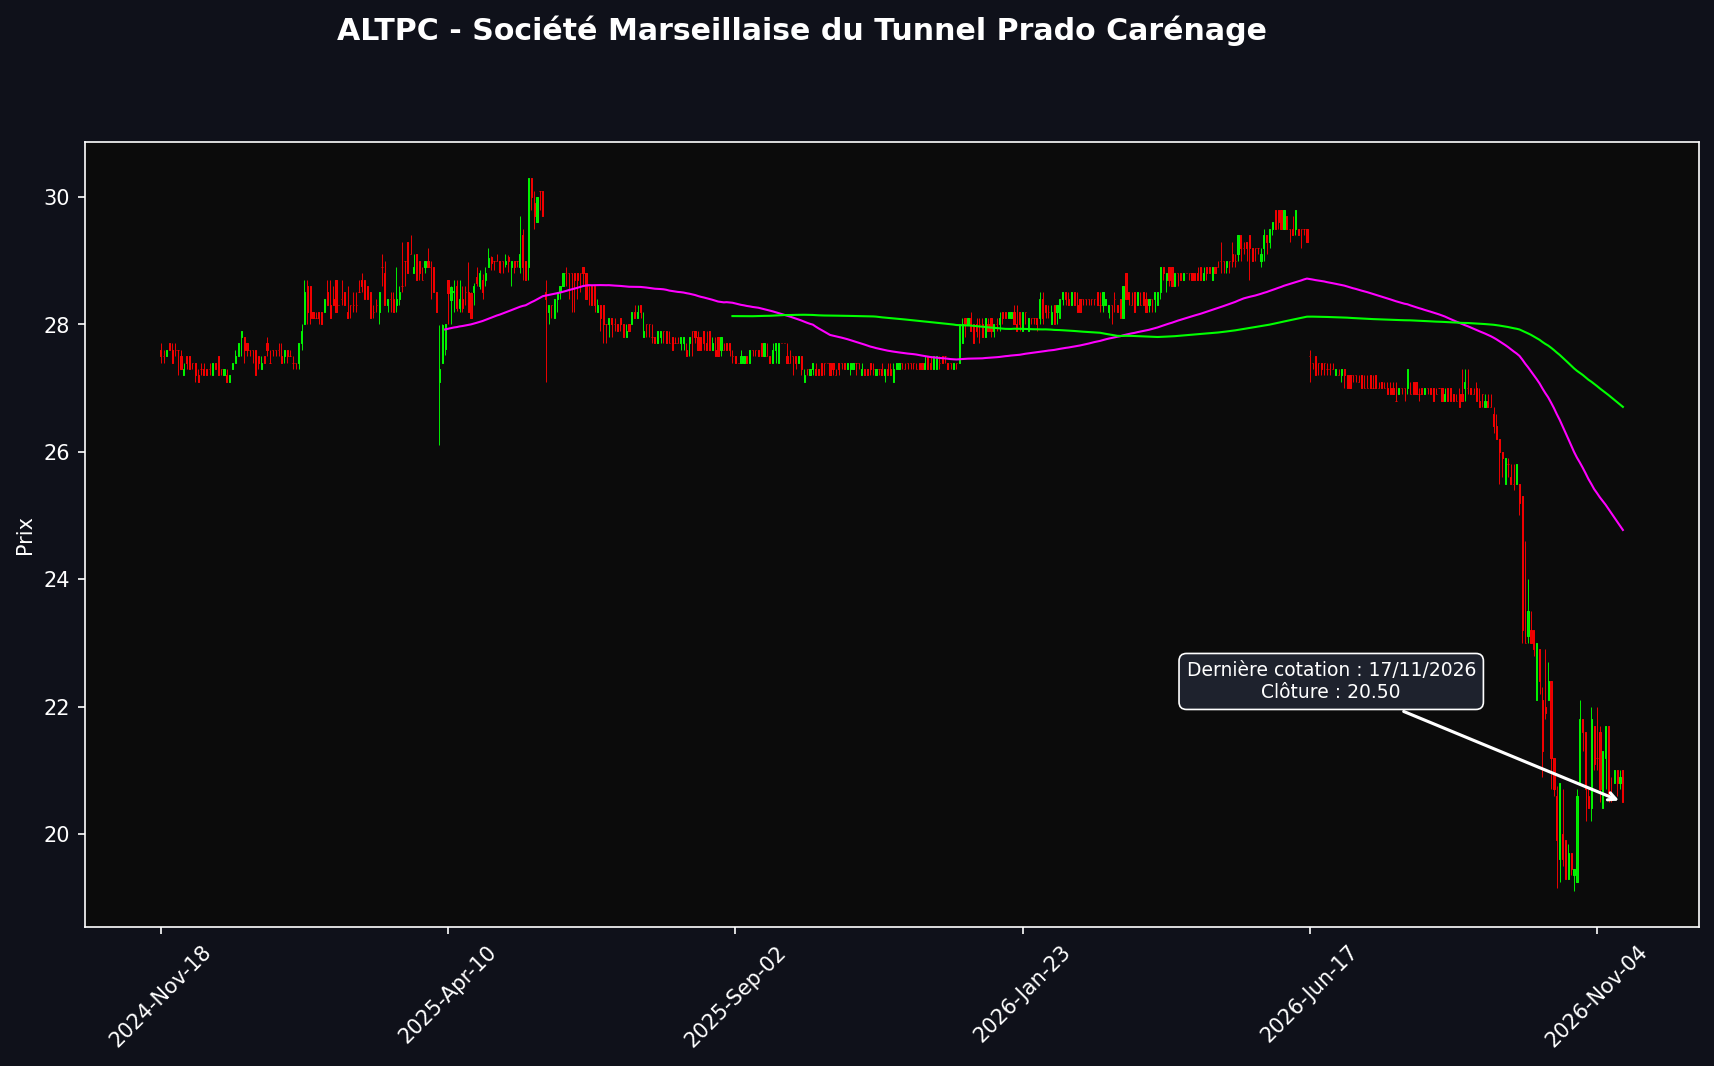 ALTPC - Société Marseillaise du Tunnel Prado Carénage
Prix
30
28
26
24
22
20
Dernière cotation : 17/11/2026
Clôture : 20.50
2024-Nov-18
2025-Apr-10
2025-Sep-02
2026-Jan-23
2026-Jun-17
2026-Nov-04